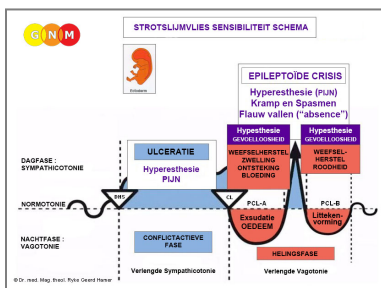 GNM
STROTSLIJMVLIES SENSIBILITEIT SCHEMA
Ectoderm
EPILEPTOÏDE CRISIS
Hyperesthesie (PIJN)
Kramp en Spasmen
Flauw vallen ("absence")
ULCERATIE
Hyperesthesie
PIJN
Hypesthesie
GEVOELLOOSHEID
WEEFSELHERSTEL
ZWELLING
ONTSTEKING
BLOEDING
Hypesthesie
GEVOELLOOSHEID
WEEFSEL-
HERSTEL
ROODHEID
DAGFASE :
SYMPATHICOTONIE
NORMOTONIE
DHS
CL
PCL-A
PCL-B
Exsudatie
OEDEEM
Litteken-
vorming
NACHTFASE :
VAGOTONIE
CONFLICTACTIEVE
FASE
HELINGSFASE
Verlengde Sympathicotonie
Verlengde Vagotonie
© Dr. med. Mag. theol. Ryke Geerd Hamer